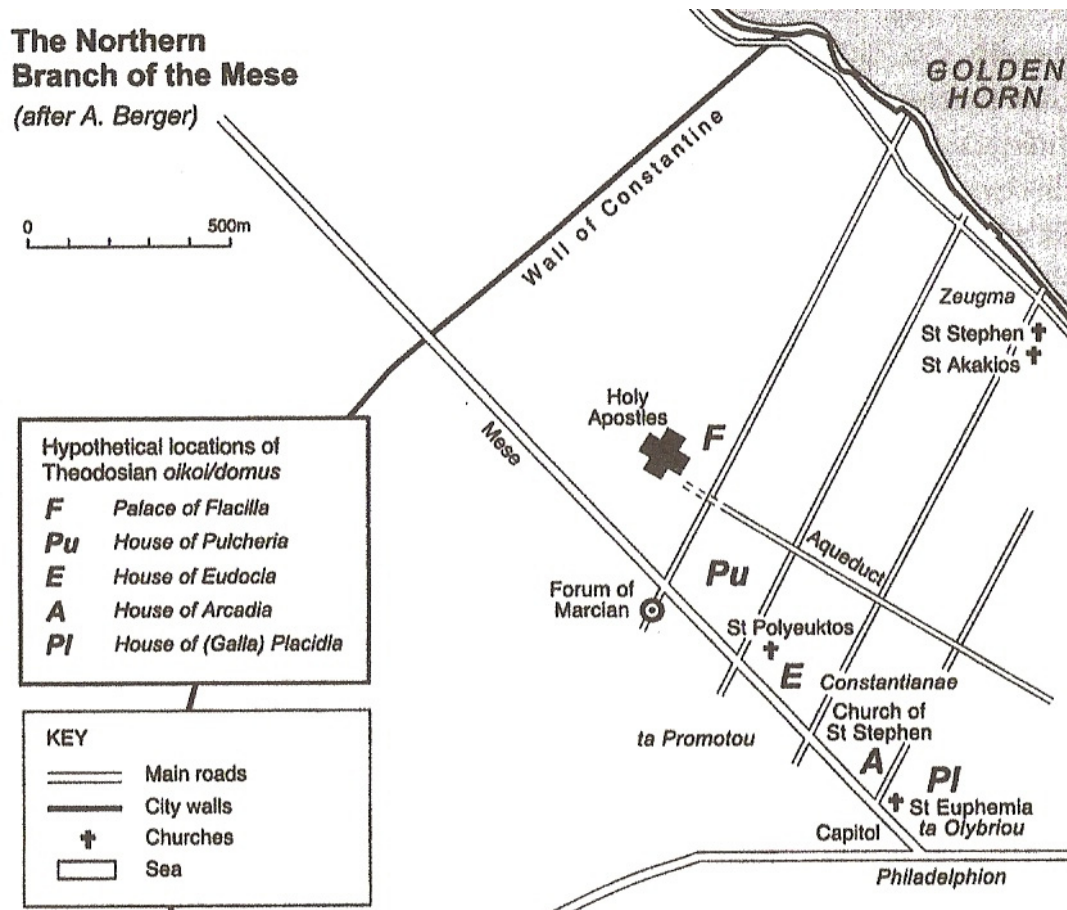 The Northern
Branch of the Mese
(after A. Berger)
0 500m
GOLDEN
HORN
Wall of Constantine
Zeugma
St Stephen
St Akakios
Holy
Apostles
F
Mese
Hypothetical locations of
Theodosian oikoi/domus
F Palace of Flacilla
Pu House of Pulcheria
E House of Eudocia
A House of Arcadia
Pl House of (Galla) Placidia
Aqueduct
Pu
Forum of
Marcian
St Polyeuktos
E
Constantianae
Church of
St Stephen
ta Promotou
A
Pl
St Euphemia
ta Olybriou
Capitol
Philadelphion
KEY
Main roads
City walls
Churches
Sea